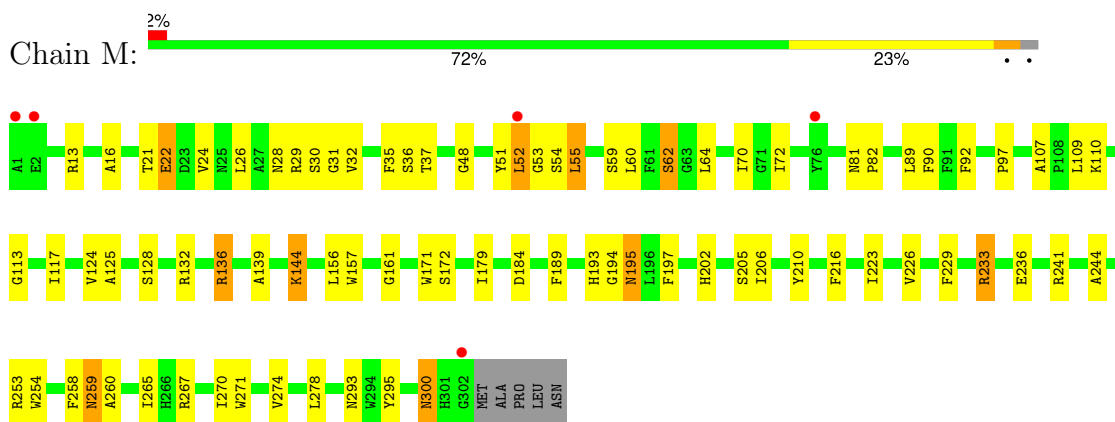 2%
Chain M:
72% 23% • •
A1 E2 R13 A16 T21 E22 D23 V24 N25 L26 A27 N28 R29 S30 G31 V32 F35 S36 T37 G48 Y51 L52 G53 S54 L55 S59 L60 F61 S62 G63 L64 I70 G71 I72 Y76 N81 P82 L89 F90 F91 F92 P97 A107 P108 L109 K110
G113 I117 V124 A125 S128 R132 R136 A139 K144 L156 W157 G161 W171 S172 I179 D184 F189 H193 G194 N195 L196 F197 H202 S205 I206 Y210 F216 I223 V226 F229 R233 E236 R241 A244
R253 W254 F258 N259 A260 I265 H266 R267 I270 W271 V274 L278 N293 W294 Y295 N300 H301 G302 MET ALA PRO LEU ASN